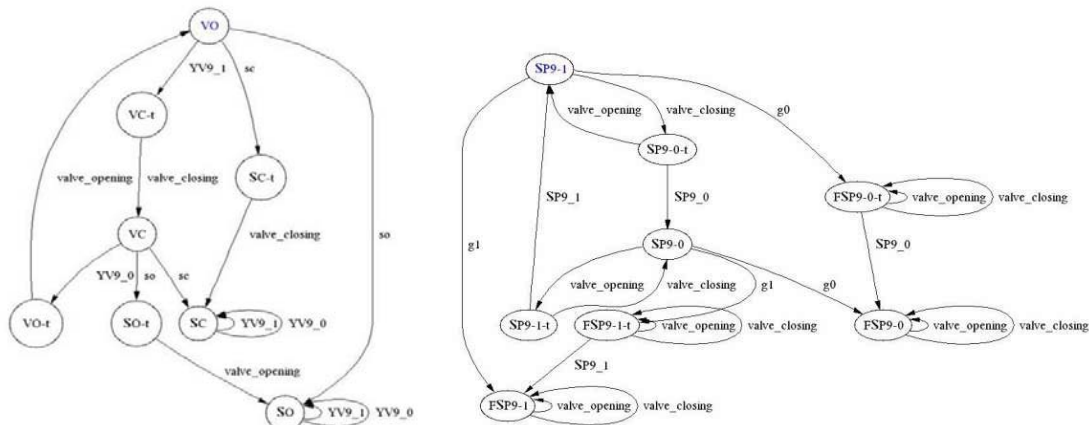 VO
YV9_1
sc
VC-t
SC-t
valve_opening
valve_closing
valve_closing
so
VC
YV9_0
so
sc
VO-t
SO-t
SC
YV9_1
YV9_0
valve_opening
SO
YV9_1
YV9_0
SP9-1
valve_opening
valve_closing
g0
SP9-0-t
SP9_1
SP9_0
FSP9-0-t
valve_opening
valve_closing
g1
SP9-0
SP9_0
valve_opening
valve_closing
g1
g0
SP9-1-t
FSP9-1-t
valve_opening
valve_closing
FSP9-0
valve_opening
valve_closing
SP9_1
FSP9-1
valve_opening
valve_closing